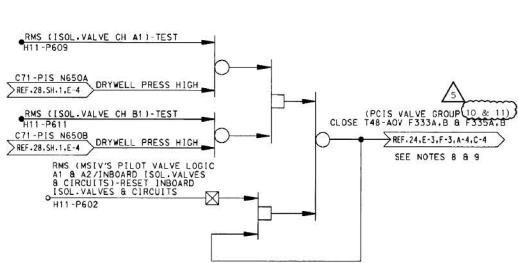 RMS (ISOL.VALVE CH A1)-TEST
H11-P609
C71-PIS N650A
REF.28.SH.1,E-4
DRYWELL PRESS HIGH
RMS (ISOL.VALVE CH B1)-TEST
H11-P611
C71-PIS N650B
REF.28.SH.1,E-4
DRYWELL PRESS HIGH
RMS (MSIV'S PILOT VALVE LOGIC
A1 & A2/INBOARD ISOL.VALVES
& CIRCUITS)-RESET INBOARD
ISOL.VALVES & CIRCUITS
H11-P602
5
(PCIS VALVE GROUP 10 & 11)
CLOSE T48-AOV F333A,B & F335A,B
REF.24,E-3,F-3,A-4,C-4
SEE NOTES 8 & 9